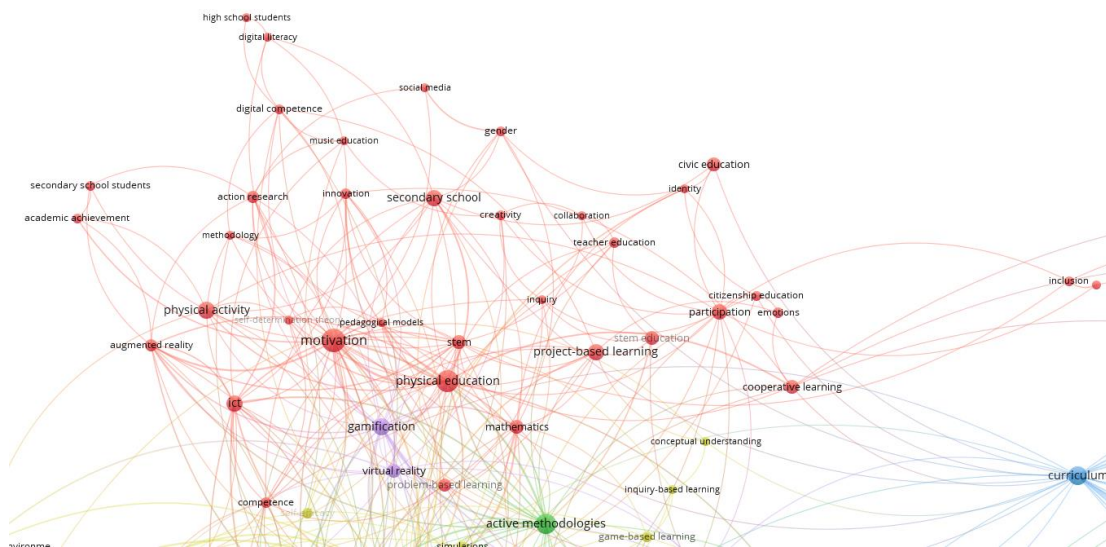 high school students
digital literacy
social media
digital competence
gender
music education
civic education
secondary school students
identity
action research
innovation
secondary school
academic achievement
creativity
collaboration
methodology
teacher education
inclusion
citizenship education
inquiry
physical activity
participation
emotions
self-determination theory
pedagogical models
motivation
stem
stem education
augmented reality
project-based learning
physical education
cooperative learning
ict
gamification
mathematics
conceptual understanding
virtual reality
curriculum
problem-based learning
inquiry-based learning
competence
active methodologies
game-based learning
simulations